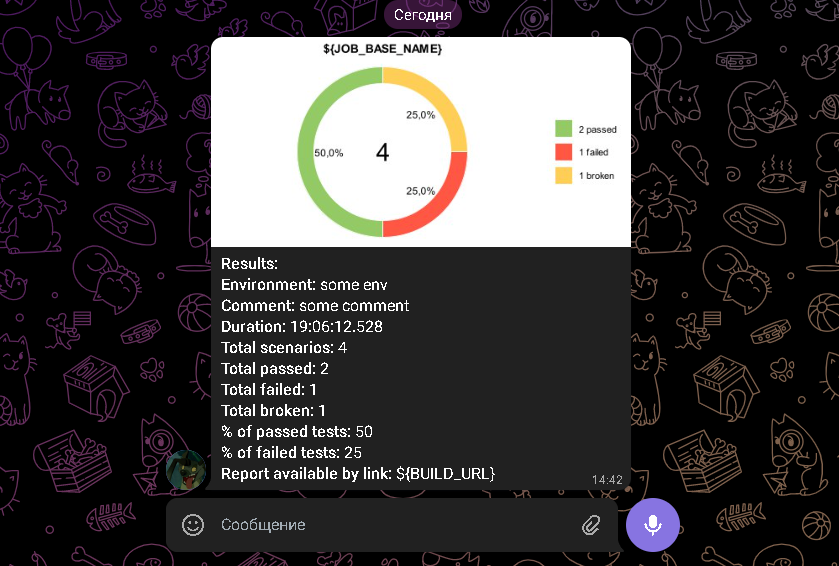 Сегодня
${JOB_BASE_NAME}
25,0%
50,0%
4
25,0%
2 passed
1 failed
1 broken
Results:
Environment: some env
Comment: some comment
Duration: 19:06:12.528
Total scenarios: 4
Total passed: 2
Total failed: 1
Total broken: 1
% of passed tests: 50
% of failed tests: 25
Report available by link: ${BUILD_URL}
14:42
Сообщение